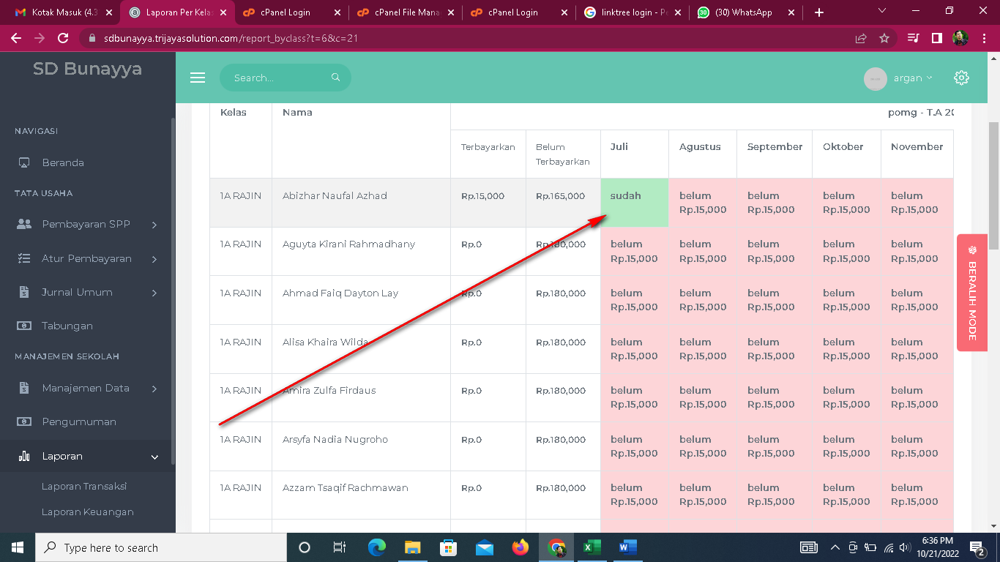 Kotak Masuk (4.3
Laporan Per Kelas
cPanel Login
cPanel File Mana
cPanel Login
linktree login - Pe
(30) WhatsApp
sdbunayya.trijayasolution.com/report_byclass?t=6&c=21
SD Bunayya
Search...
argan
NAVIGASI
Beranda
TATA USAHA
Pembayaran SPP
Atur Pembayaran
Jurnal Umum
Tabungan
MANAJEMEN SEKOLAH
Manajemen Data
Pengumuman
Laporan
Laporan Transaksi
Laporan Keuangan
Kelas Nama pomg - T.A 20
Terbayarkan Belum Terbayarkan Juli Agustus September Oktober November
1A RAJIN Abizhar Naufal Azhad Rp.15,000 Rp.165,000 sudah belum belum belum belum
Rp.15,000 Rp.15,000 Rp.15,000 Rp.15,000
1A RAJIN Aguyta Kirani Rahmadhany Rp.0 Rp.180,000 belum belum belum belum belum
Rp.15,000 Rp.15,000 Rp.15,000 Rp.15,000 Rp.15,000
1A RAJIN Ahmad Faiq Dayton Lay Rp.0 Rp.180,000 belum belum belum belum belum
Rp.15,000 Rp.15,000 Rp.15,000 Rp.15,000 Rp.15,000
1A RAJIN Alisa Khaira Wilda Rp.0 Rp.180,000 belum belum belum belum belum
Rp.15,000 Rp.15,000 Rp.15,000 Rp.15,000 Rp.15,000
1A RAJIN Amira Zulfa Firdaus Rp.0 Rp.180,000 belum belum belum belum belum
Rp.15,000 Rp.15,000 Rp.15,000 Rp.15,000 Rp.15,000
1A RAJIN Arsyfa Nadia Nugroho Rp.0 Rp.180,000 belum belum belum belum belum
Rp.15,000 Rp.15,000 Rp.15,000 Rp.15,000 Rp.15,000
1A RAJIN Azzam Tsaqif Rachmawan Rp.0 Rp.180,000 belum belum belum belum belum
Rp.15,000 Rp.15,000 Rp.15,000 Rp.15,000 Rp.15,000
BERALIH MODE
Type here to search
6:36 PM
10/21/2022
2